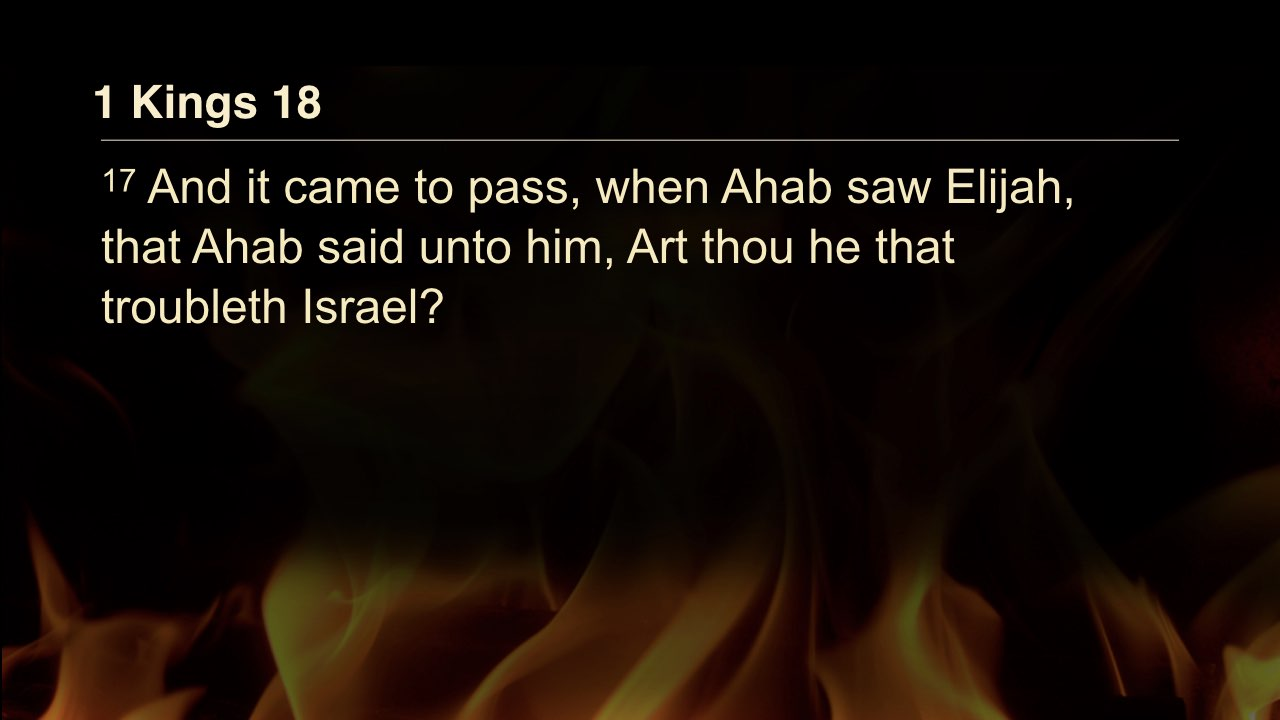 1 Kings 18
17 And it came to pass, when Ahab saw Elijah,
that Ahab said unto him, Art thou he that
troubleth Israel?